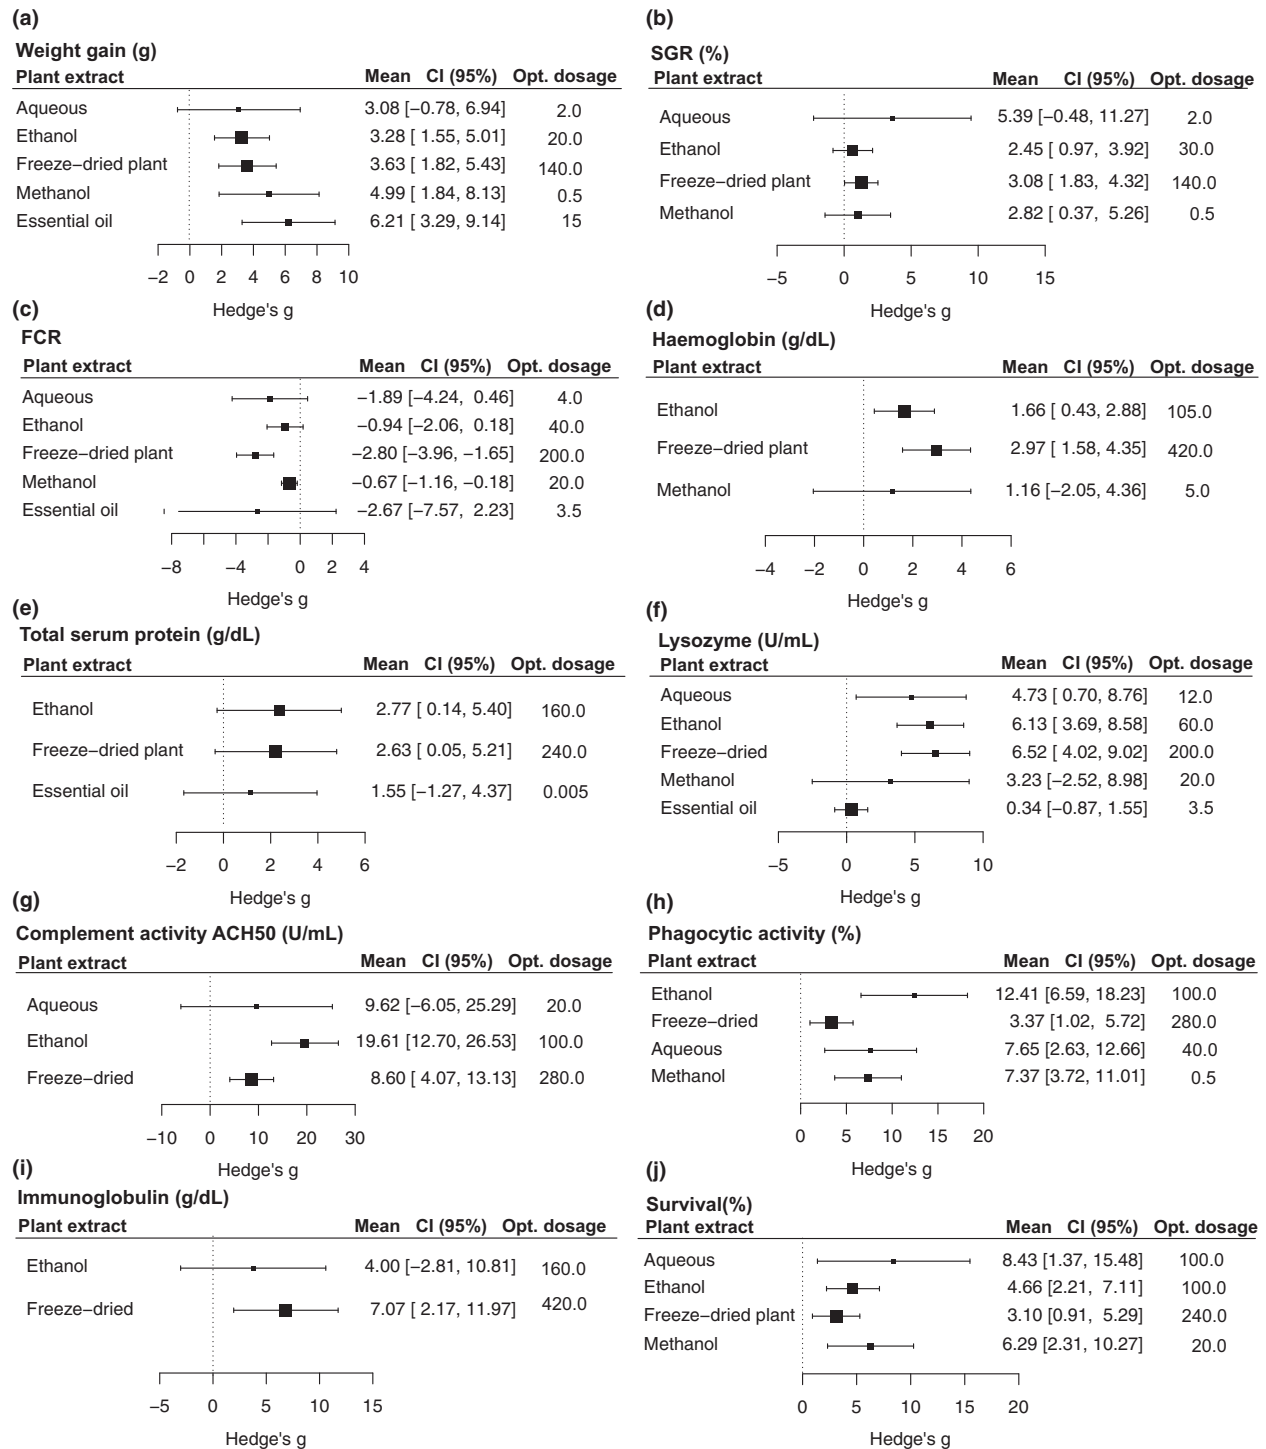 (a)
Weight gain (g)
Plant extract Mean CI (95%) Opt. dosage
Aqueous 3.08 [−0.78, 6.94] 2.0
Ethanol 3.28 [ 1.55, 5.01] 20.0
Freeze−dried plant 3.63 [ 1.82, 5.43] 140.0
Methanol 4.99 [ 1.84, 8.13] 0.5
Essential oil 6.21 [ 3.29, 9.14] 15
−2 0 2 4 6 8 10
Hedge's g
(b)
SGR (%)
Plant extract Mean CI (95%) Opt. dosage
Aqueous 5.39 [−0.48, 11.27] 2.0
Ethanol 2.45 [ 0.97, 3.92] 30.0
Freeze−dried plant 3.08 [ 1.83, 4.32] 140.0
Methanol 2.82 [ 0.37, 5.26] 0.5
−5 0 5 10 15
Hedge's g
(c)
FCR
Plant extract Mean CI (95%) Opt. dosage
Aqueous −1.89 [−4.24, 0.46] 4.0
Ethanol −0.94 [−2.06, 0.18] 40.0
Freeze−dried plant −2.80 [−3.96, −1.65] 200.0
Methanol −0.67 [−1.16, −0.18] 20.0
Essential oil −2.67 [−7.57, 2.23] 3.5
−8 −4 0 2 4
Hedge's g
(d)
Haemoglobin (g/dL)
Plant extract Mean CI (95%) Opt. dosage
Ethanol 1.66 [ 0.43, 2.88] 105.0
Freeze−dried plant 2.97 [ 1.58, 4.35] 420.0
Methanol 1.16 [−2.05, 4.36] 5.0
−4 −2 0 2 4 6
Hedge's g
(e)
Total serum protein (g/dL)
Plant extract Mean CI (95%) Opt. dosage
Ethanol 2.77 [ 0.14, 5.40] 160.0
Freeze−dried plant 2.63 [ 0.05, 5.21] 240.0
Essential oil 1.55 [−1.27, 4.37] 0.005
−2 0 2 4 6
Hedge's g
(f)
Lysozyme (U/mL)
Plant extract Mean CI (95%) Opt. dosage
Aqueous 4.73 [ 0.70, 8.76] 12.0
Ethanol 6.13 [ 3.69, 8.58] 60.0
Freeze−dried 6.52 [ 4.02, 9.02] 200.0
Methanol 3.23 [−2.52, 8.98] 20.0
Essential oil 0.34 [−0.87, 1.55] 3.5
−5 0 5 10
Hedge's g
(g)
Complement activity ACH50 (U/mL)
Plant extract Mean CI (95%) Opt. dosage
Aqueous 9.62 [−6.05, 25.29] 20.0
Ethanol 19.61 [12.70, 26.53] 100.0
Freeze−dried 8.60 [ 4.07, 13.13] 280.0
−10 0 10 20 30
Hedge's g
(h)
Phagocytic activity (%)
Plant extract Mean CI (95%) Opt. dosage
Ethanol 12.41 [6.59, 18.23] 100.0
Freeze−dried 3.37 [1.02, 5.72] 280.0
Aqueous 7.65 [2.63, 12.66] 40.0
Methanol 7.37 [3.72, 11.01] 0.5
0 5 10 15 20
Hedge's g
(i)
Immunoglobulin (g/dL)
Plant extract Mean CI (95%) Opt. dosage
Ethanol 4.00 [−2.81, 10.81] 160.0
Freeze−dried 7.07 [ 2.17, 11.97] 420.0
−5 0 5 10 15
Hedge's g
(j)
Survival(%)
Plant extract Mean CI (95%) Opt. dosage
Aqueous 8.43 [1.37, 15.48] 100.0
Ethanol 4.66 [2.21, 7.11] 100.0
Freeze−dried plant 3.10 [0.91, 5.29] 240.0
Methanol 6.29 [2.31, 10.27] 20.0
0 5 10 15 20
Hedge's g